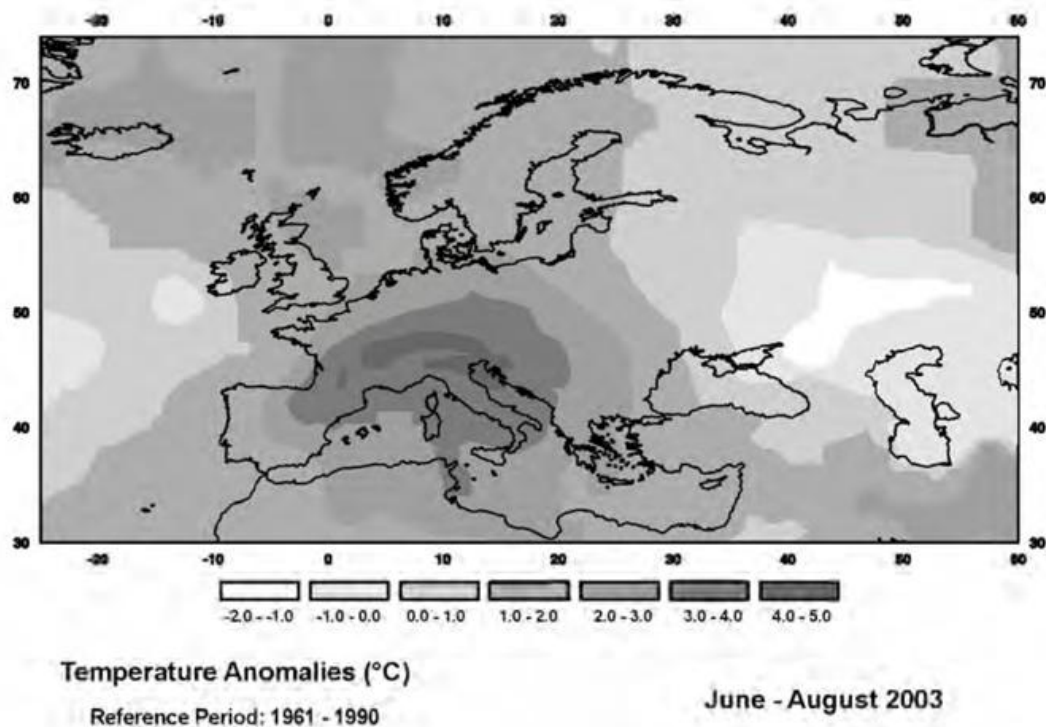 -20 -10 0 10 20 30 40 50 60
70 70
60 60
50 50
40 40
30 30
-20 -10 0 10 20 30 40 50 60
-2.0 - -1.0 -1.0 - 0.0 0.0 - 1.0 1.0 - 2.0 2.0 - 3.0 3.0 - 4.0 4.0 - 5.0
Temperature Anomalies (°C)
June - August 2003
Reference Period: 1961 - 1990